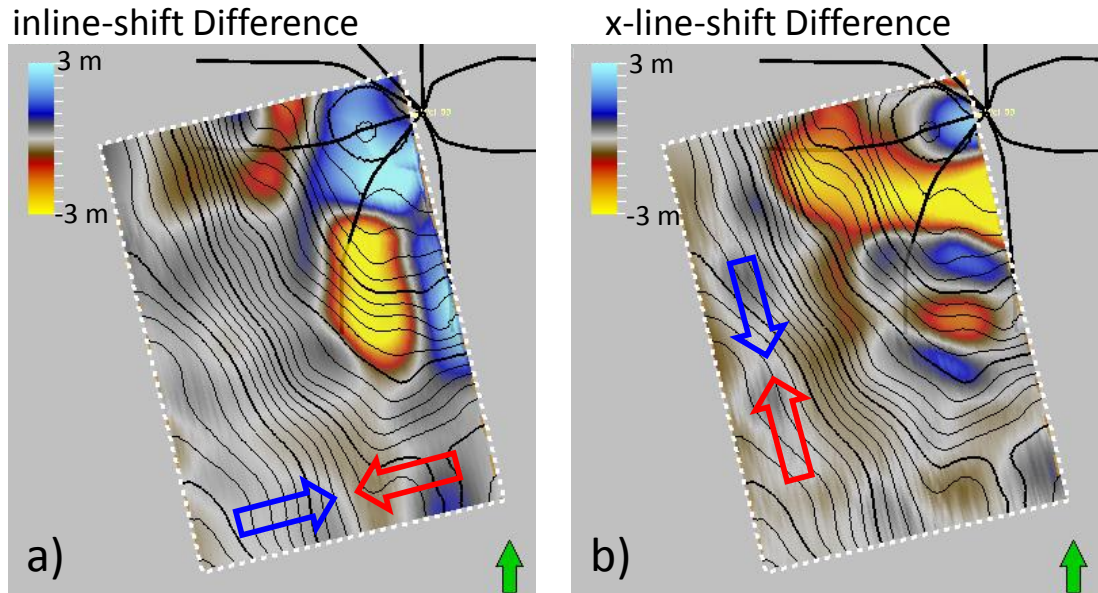 inline-shift Difference
x-line-shift Difference
3 m
-3 m
a)
3 m
-3 m
b)